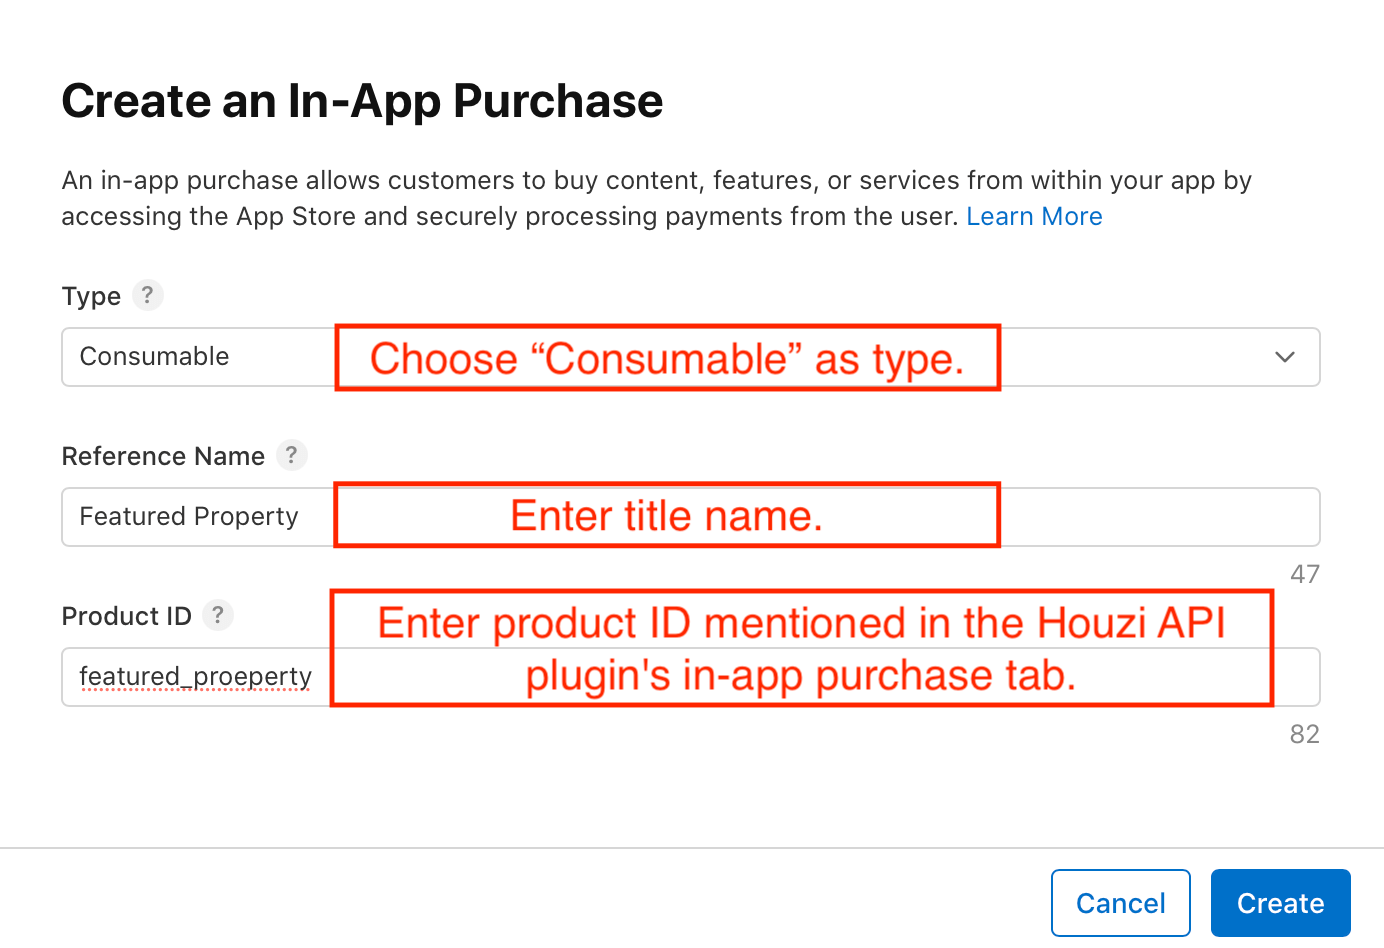 Create an In-App Purchase
An in-app purchase allows customers to buy content, features, or services from within your app by
accessing the App Store and securely processing payments from the user. Learn More
Type ?
Consumable
Choose “Consumable” as type.
Reference Name ?
Featured Property
Enter title name.
47
Product ID ?
Enter product ID mentioned in the Houzi API
plugin's in-app purchase tab.
featured_proeperty
82
Cancel
Create